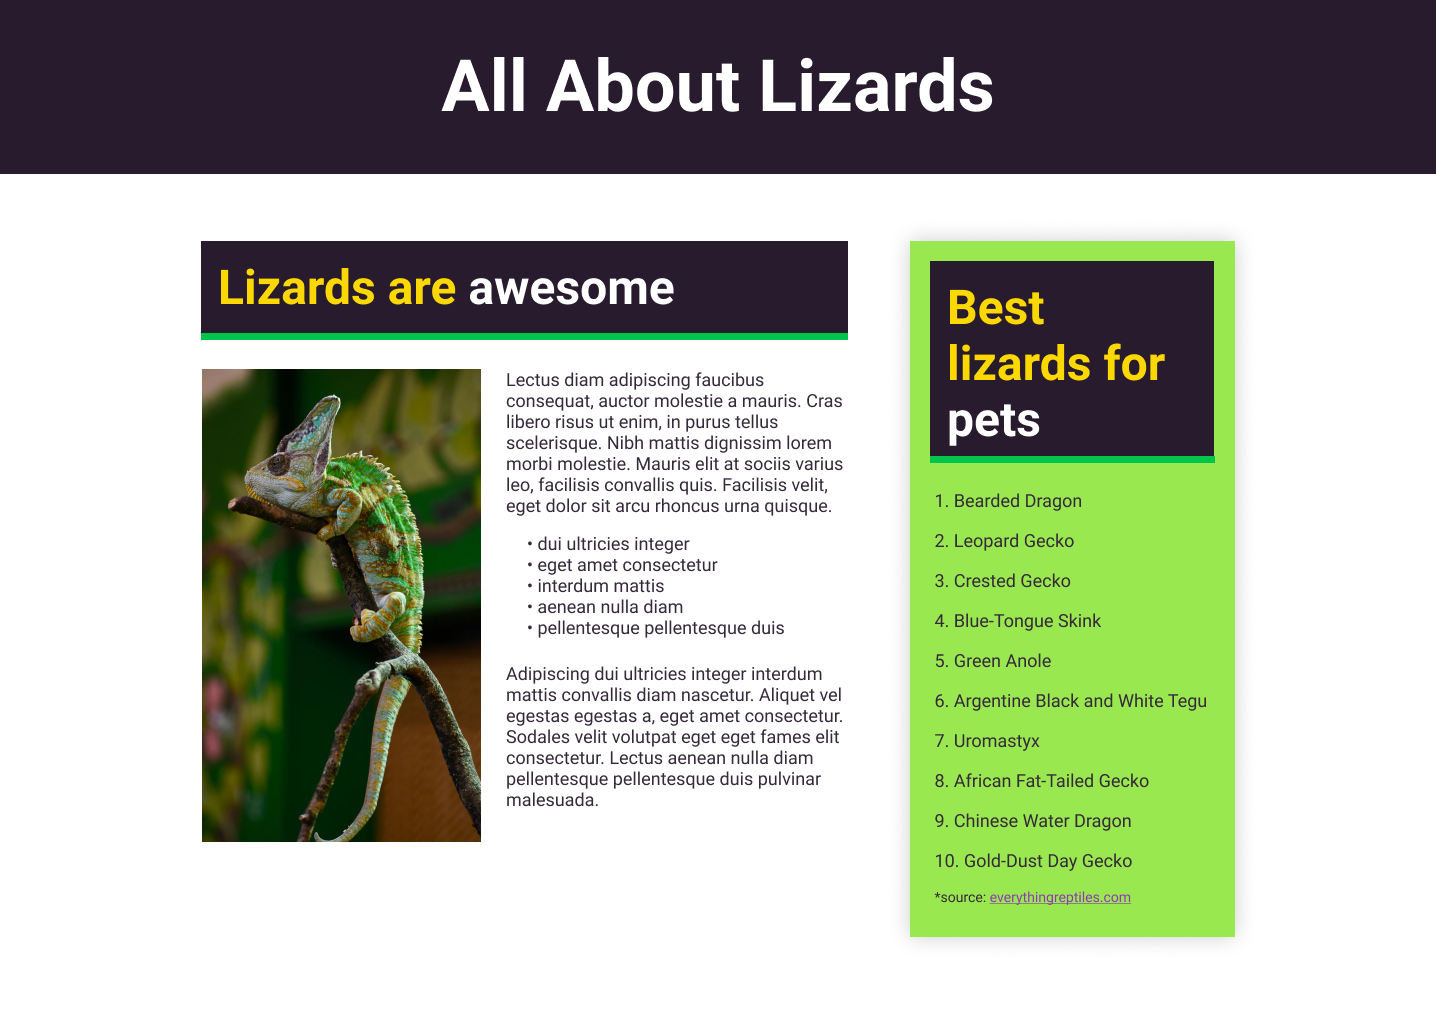 All About Lizards
Lizards are awesome
Lectus diam adipiscing faucibus
consequat, auctor molestie a mauris. Cras
libero risus ut enim, in purus tellus
scelerisque. Nibh mattis dignissim lorem
morbi molestie. Mauris elit at sociis varius
leo, facilisis convallis quis. Facilisis velit,
eget dolor sit arcu rhoncus urna quisque.
• dui ultricies integer
• eget amet consectetur
• interdum mattis
• aenean nulla diam
• pellentesque pellentesque duis
Adipiscing dui ultricies integer interdum
mattis convallis diam nascetur. Aliquet vel
egestas egestas a, eget amet consectetur.
Sodales velit volutpat eget eget fames elit
consectetur. Lectus aenean nulla diam
pellentesque pellentesque duis pulvinar
malesuada.
Best
lizards for
pets
1. Bearded Dragon
2. Leopard Gecko
3. Crested Gecko
4. Blue-Tongue Skink
5. Green Anole
6. Argentine Black and White Tegu
7. Uromastyx
8. African Fat-Tailed Gecko
9. Chinese Water Dragon
10. Gold-Dust Day Gecko
*source: everythingreptiles.com